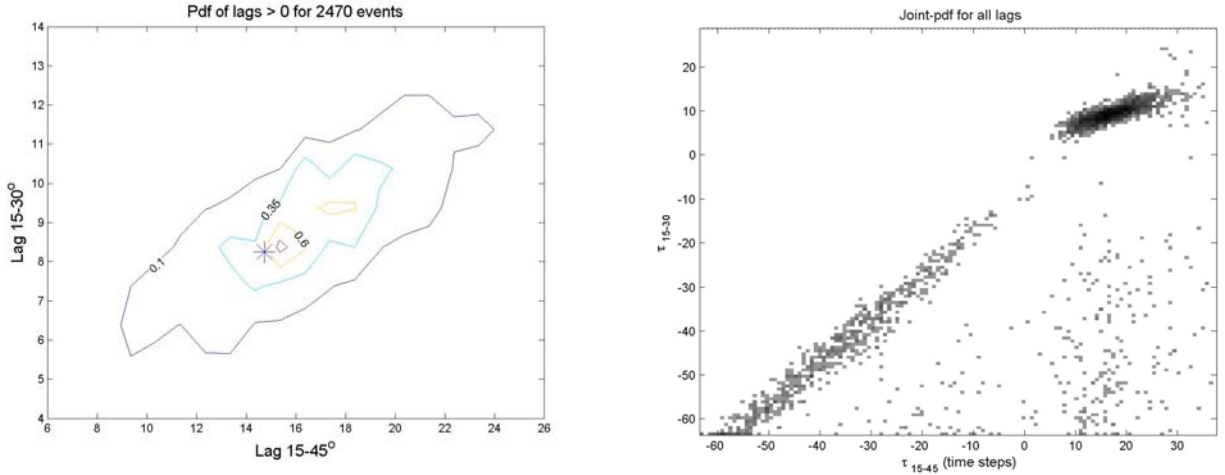 Pdf of lags > 0 for 2470 events
14
13
12
11
10
9
8
7
6
5
4
Lag 15-30°
0.1
0.35
0.6
6 8 10 12 14 16 18 20 22 24 26
Lag 15-45°
Joint-pdf for all lags
20
10
0
-10
-20
-30
-40
-50
-60
τ 15-30
-60 -50 -40 -30 -20 -10 0 10 20 30
τ 15-45 (time steps)